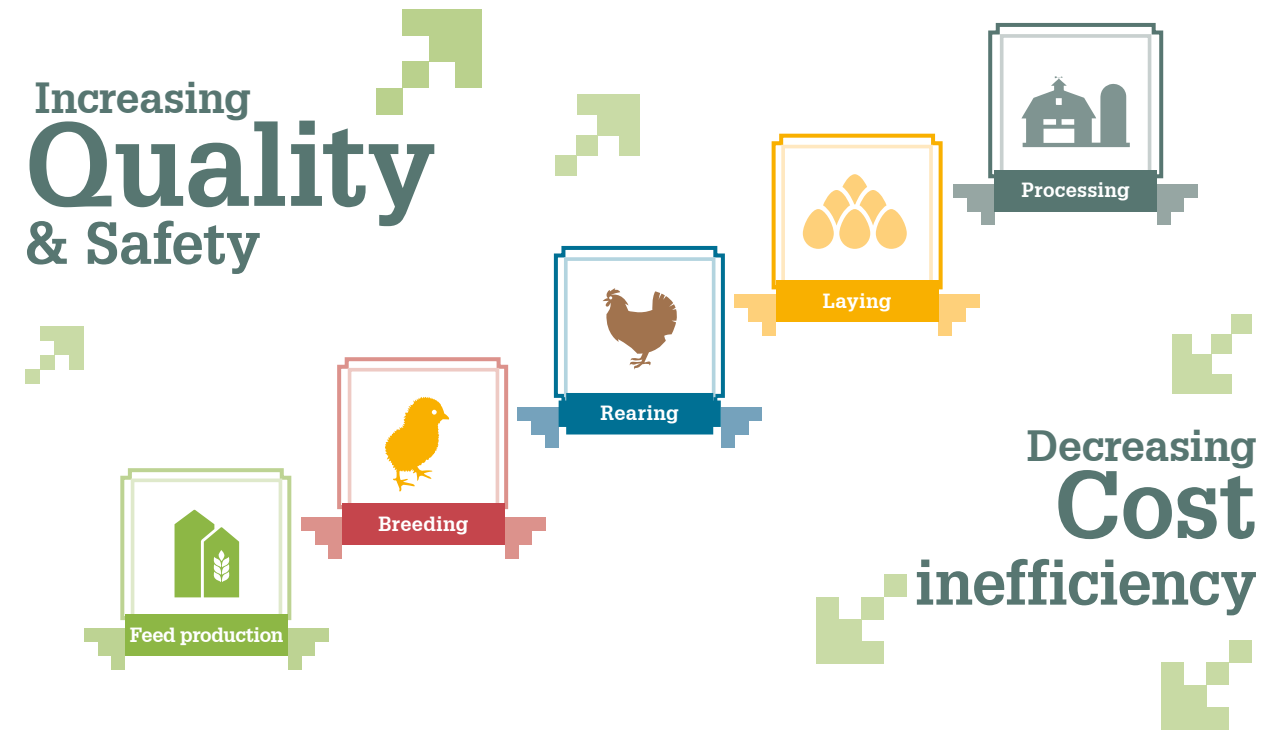 Increasing
Quality
& Safety
Processing
Laying
Rearing
Breeding
Feed production
Decreasing
Cost
inefficiency